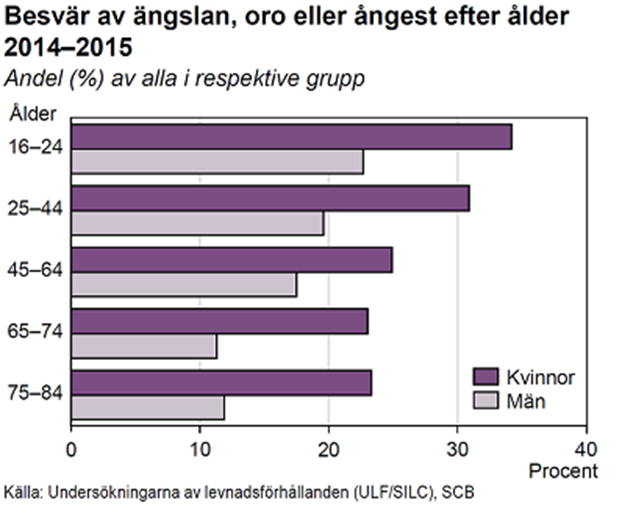 Besvär av ängslan, oro eller ångest efter ålder
2014–2015
Andel (%) av alla i respektive grupp
Ålder
16–24
25–44
45–64
65–74
75–84
Kvinnor
Män
0 10 20 30 40
Procent
Källa: Undersökningarna av levnadsförhållanden (ULF/SILC), SCB